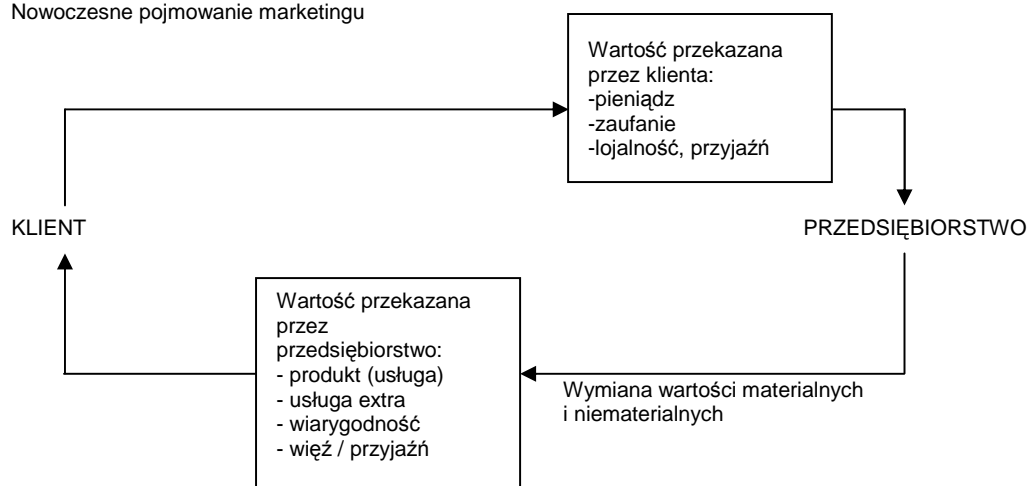 Nowoczesne pojmowanie marketingu
Wartość przekazana
przez klienta:
-pieniądz
-zaufanie
-lojalność, przyjaźń
KLIENT
PRZEDSIĘBIORSTWO
Wartość przekazana
przez
przedsiębiorstwo:
- produkt (usługa)
- usługa extra
- wiarygodność
- więź / przyjaźń
Wymiana wartości materialnych
i niematerialnych